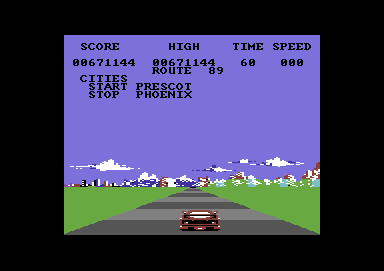 SCORE HIGH TIME SPEED
00671144 00671144 60 000
ROUTE 89
CITIES
START PRESCOT
STOP PHOENIX